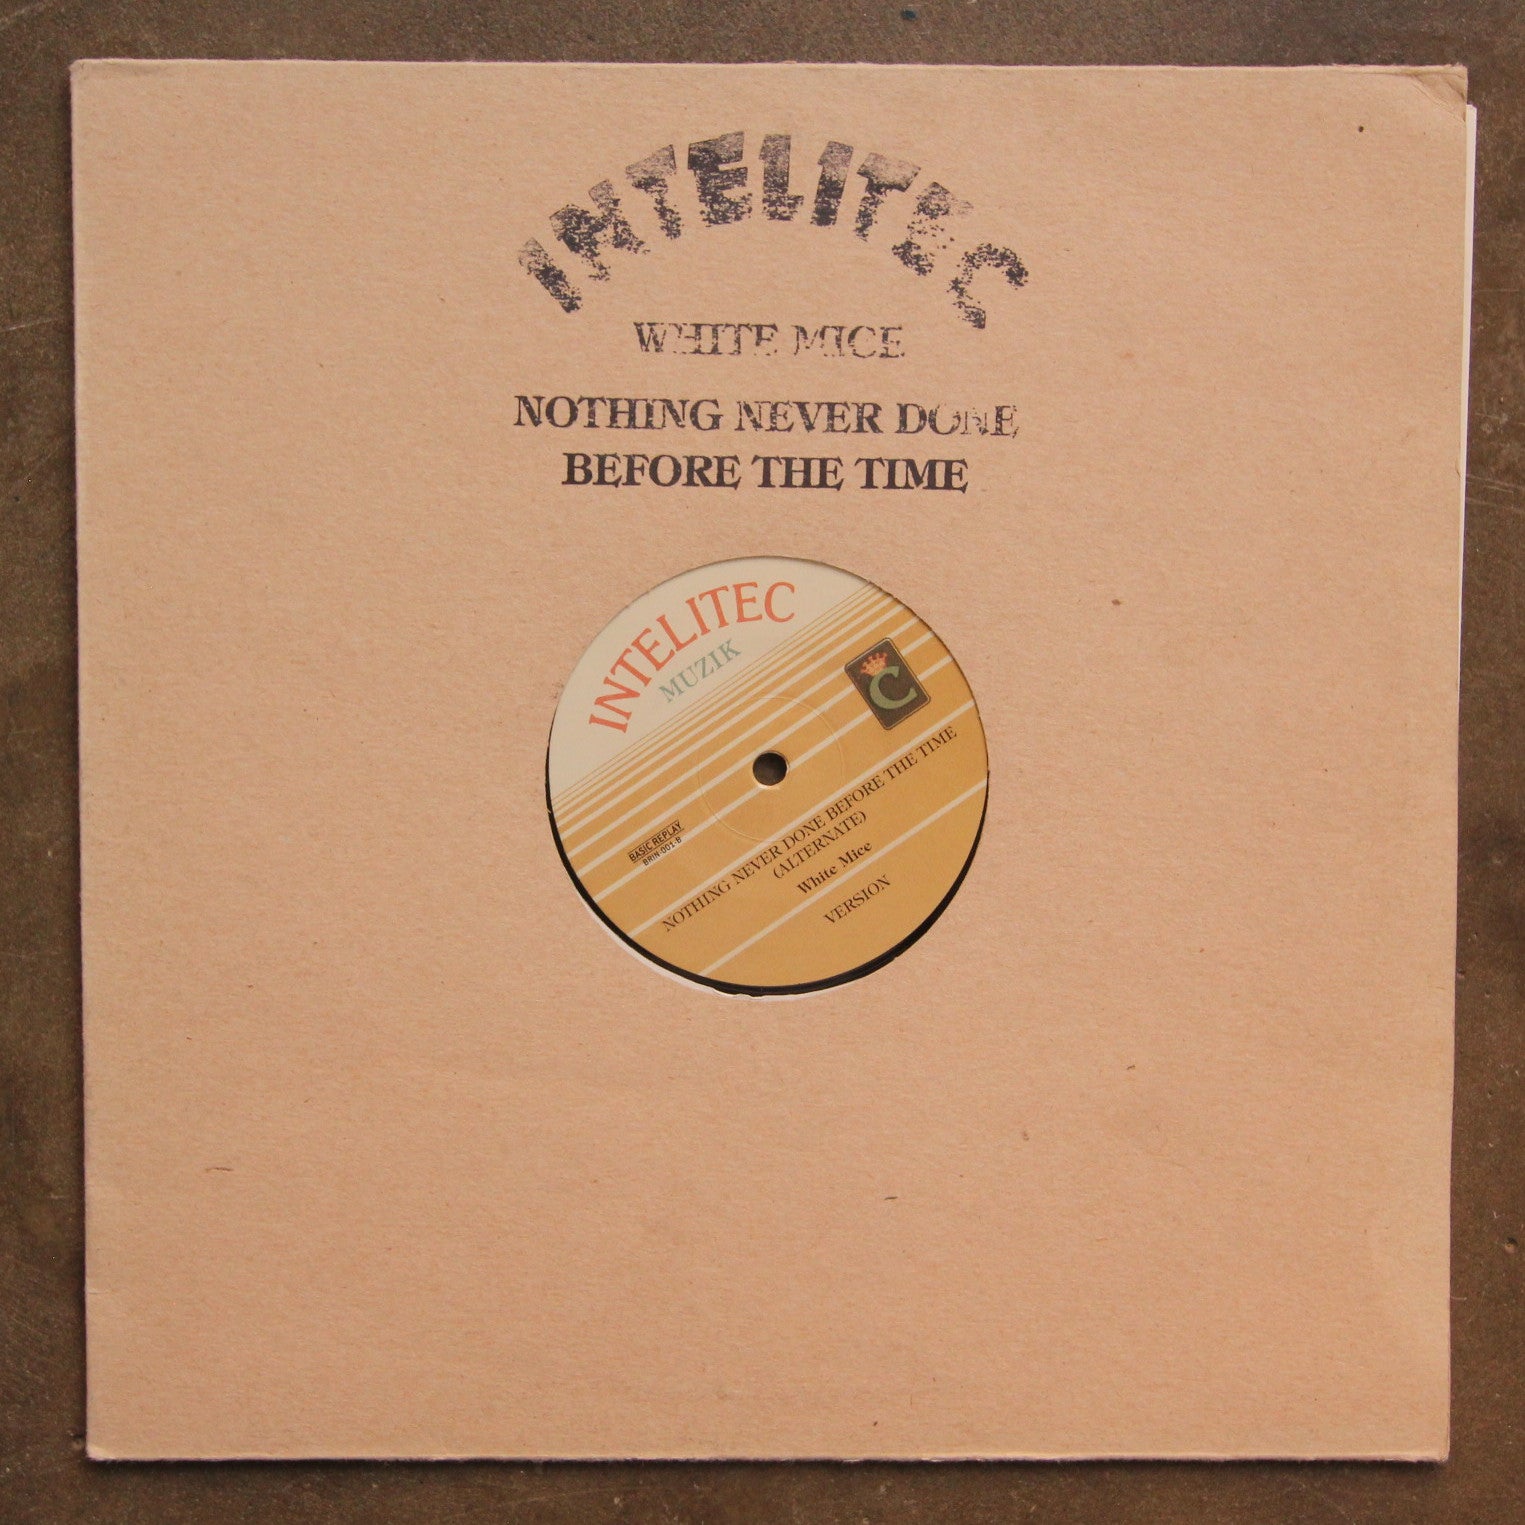 INTELITEC
WHITE MICE
NOTHING NEVER DONE
BEFORE THE TIME
INTELITEC
MUZIK
C
BASIC REPLAY
BRIN-001-B
NOTHING NEVER DONE BEFORE THE TIME
(ALTERNATE)
White Mice
VERSION